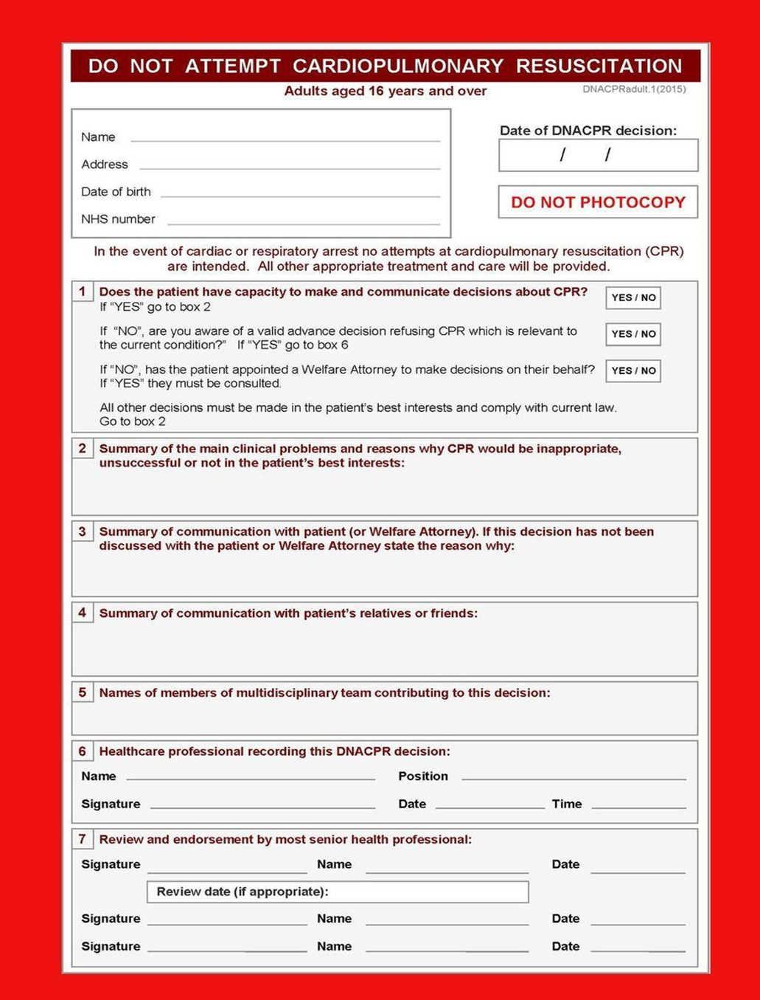 DO NOT ATTEMPT CARDIOPULMONARY RESUSCITATION
Adults aged 16 years and over
DNACPRadult.1(2015)
Name
Address
Date of birth
NHS number
Date of DNACPR decision:
/ /
DO NOT PHOTOCOPY
In the event of cardiac or respiratory arrest no attempts at cardiopulmonary resuscitation (CPR)
are intended. All other appropriate treatment and care will be provided.
1 Does the patient have capacity to make and communicate decisions about CPR? YES / NO
If “YES” go to box 2
If “NO”, are you aware of a valid advance decision refusing CPR which is relevant to YES / NO
the current condition?” If “YES” go to box 6
If “NO”, has the patient appointed a Welfare Attorney to make decisions on their behalf? YES / NO
If “YES” they must be consulted.
All other decisions must be made in the patient’s best interests and comply with current law.
Go to box 2
2 Summary of the main clinical problems and reasons why CPR would be inappropriate,
unsuccessful or not in the patient’s best interests:
3 Summary of communication with patient (or Welfare Attorney). If this decision has not been
discussed with the patient or Welfare Attorney state the reason why:
4 Summary of communication with patient’s relatives or friends:
5 Names of members of multidisciplinary team contributing to this decision:
6 Healthcare professional recording this DNACPR decision:
Name Position
Signature Date Time
7 Review and endorsement by most senior health professional:
Signature Name Date
Review date (if appropriate):
Signature Name Date
Signature Name Date